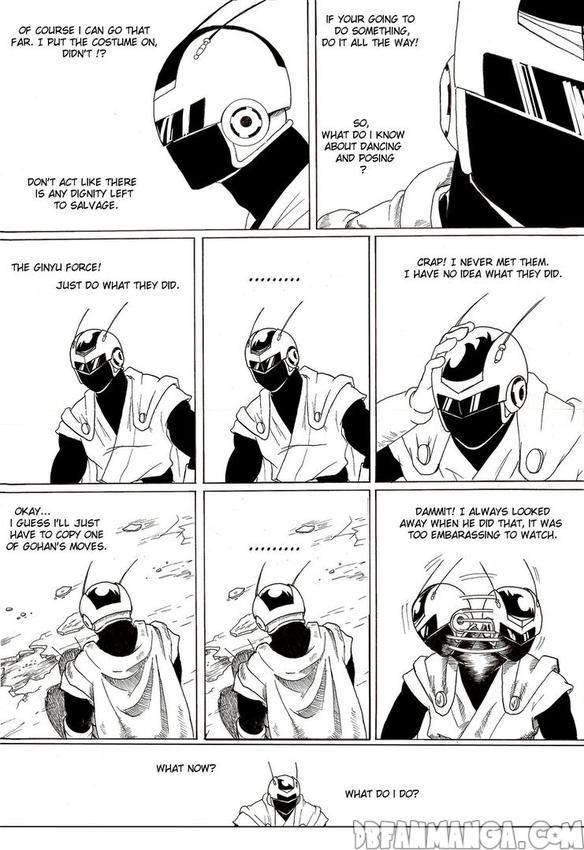 OF COURSE I CAN GO THAT
FAR. I PUT THE COSTUME ON,
DIDN'T !?
DON'T ACT LIKE THERE
IS ANY DIGNITY LEFT
TO SALVAGE.
IF YOUR GOING TO
DO SOMETHING,
DO IT ALL THE WAY!
SO,
WHAT DO I KNOW
ABOUT DANCING
AND POSING
?
THE GINYU FORCE!
JUST DO WHAT THEY DID.
.........
CRAP! I NEVER MET THEM.
I HAVE NO IDEA WHAT THEY DID.
OKAY...
I GUESS I'LL JUST
HAVE TO COPY ONE
OF GOHAN'S MOVES.
.........
DAMMIT! I ALWAYS LOOKED
AWAY WHEN HE DID THAT, IT WAS
TOO EMBARASSING TO WATCH.
WHAT NOW?
WHAT DO I DO?
DBFANMANGA.COM